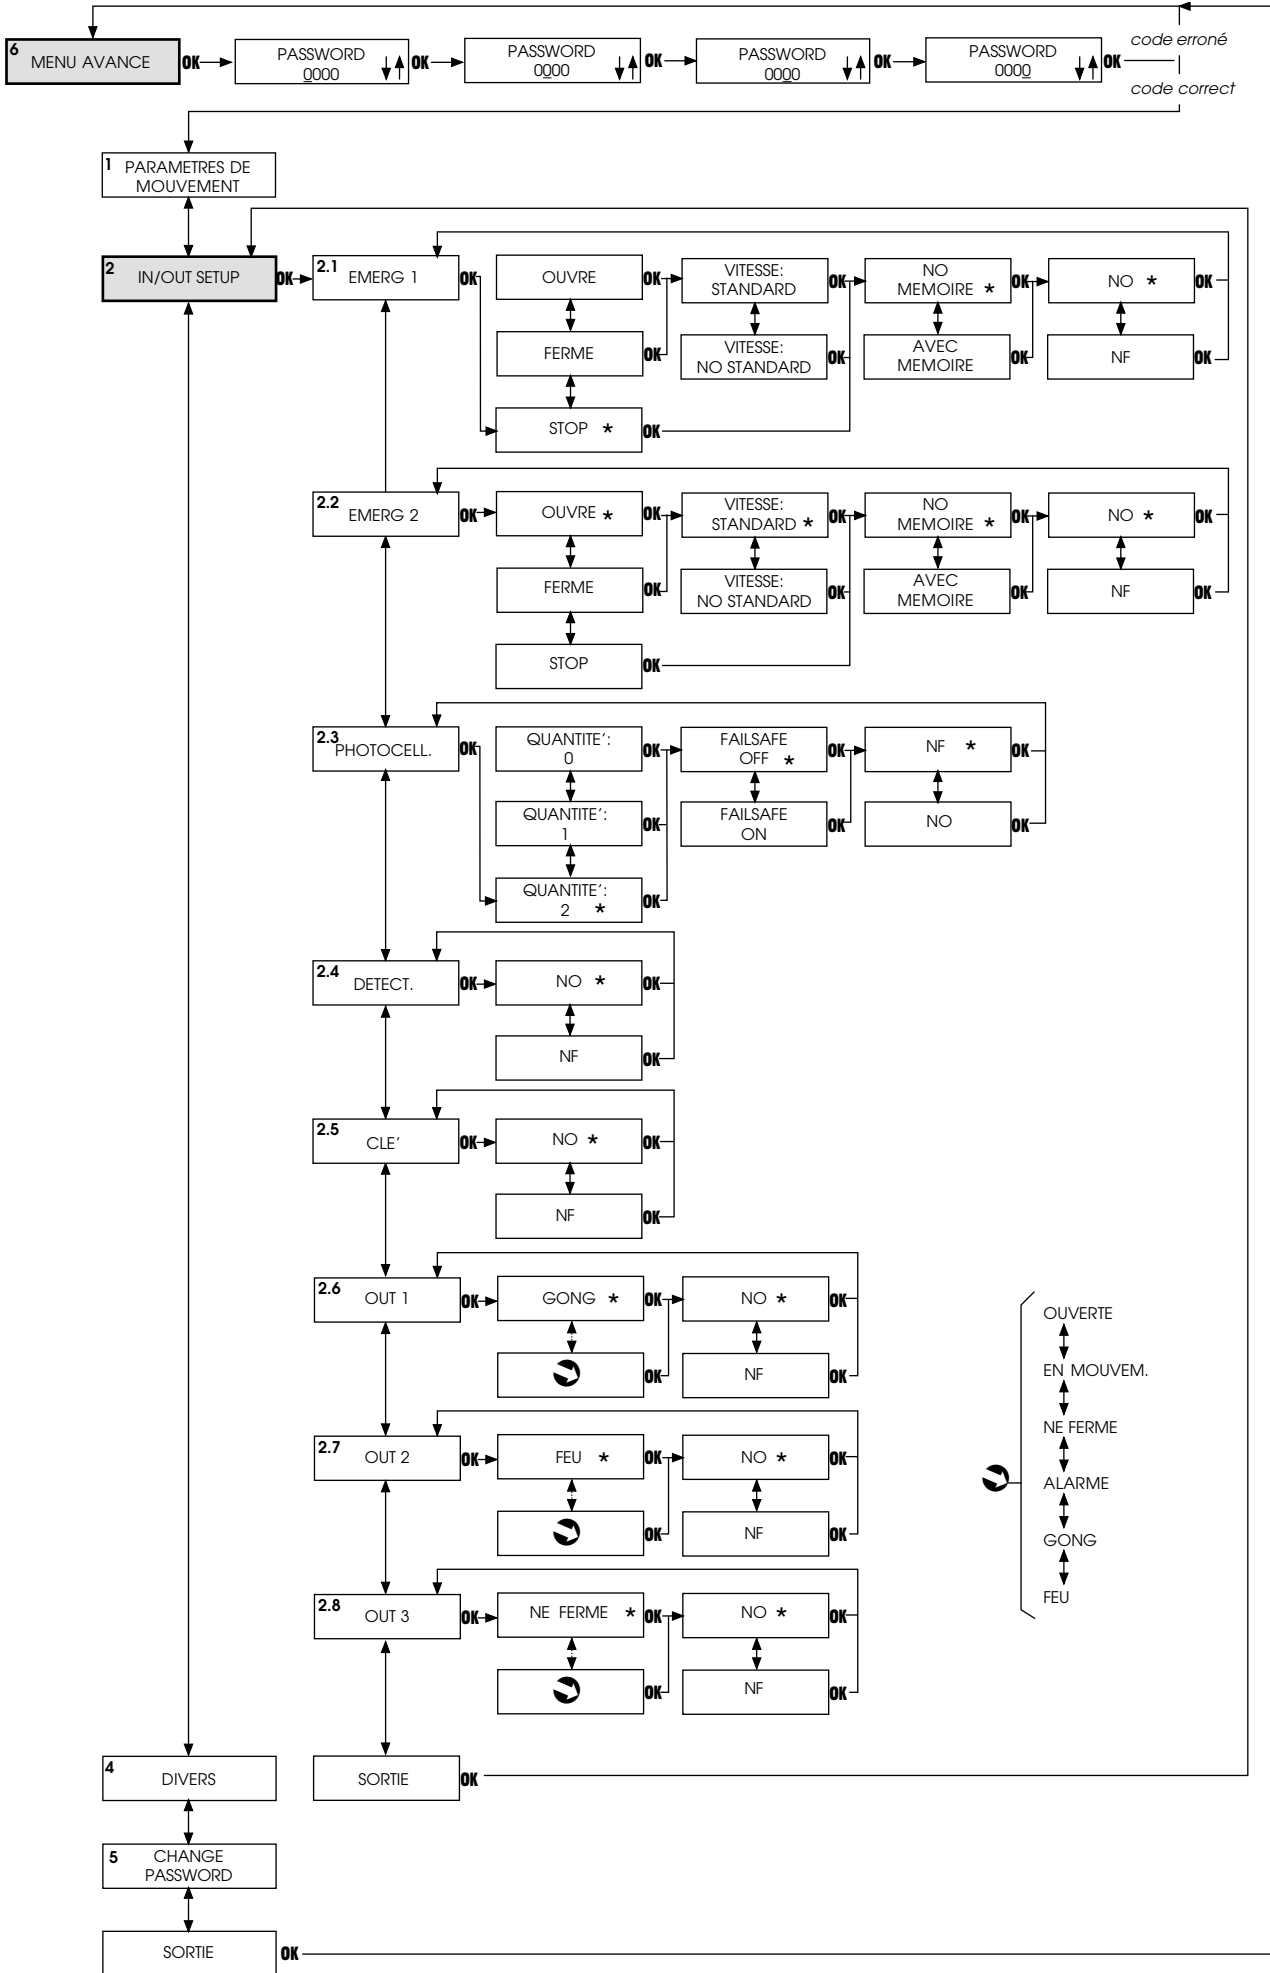 code erroné
6
MENU AVANCE
OK
PASSWORD
0000
OK
PASSWORD
0000
OK
PASSWORD
0000
OK
PASSWORD
0000
OK
code correct
1
PARAMETRES DE
MOUVEMENT
2
IN/OUT SETUP
OK
2.1
EMERG 1
OK
OUVRE
OK
VITESSE:
STANDARD
OK
NO
MEMOIRE *
OK
NO *
OK
FERME
OK
VITESSE:
NO STANDARD
OK
AVEC
MEMOIRE
OK
NF
OK
STOP *
OK
2.2
EMERG 2
OK
OUVRE *
OK
VITESSE:
STANDARD *
OK
NO
MEMOIRE *
OK
NO *
OK
FERME
OK
VITESSE:
NO STANDARD
OK
AVEC
MEMOIRE
OK
NF
OK
STOP
OK
2.3
PHOTOCELL.
OK
QUANTITE':
0
OK
FAILSAFE
OFF *
OK
NF *
OK
QUANTITE':
1
OK
FAILSAFE
ON
OK
NO
OK
QUANTITE':
2 *
OK
2.4
DETECT.
OK
NO *
OK
NF
OK
2.5
CLE'
OK
NO *
OK
NF
OK
2.6
OUT 1
OK
GONG *
OK
NO *
OK
OK
NF
OK
2.7
OUT 2
OK
FEU *
OK
NO *
OK
OK
NF
OK
2.8
OUT 3
OK
NE FERME *
OK
NO *
OK
OK
NF
OK
OUVERTE
EN MOUVEM.
NE FERME
ALARME
GONG
FEU
4
DIVERS
SORTIE
OK
5
CHANGE
PASSWORD
SORTIE
OK